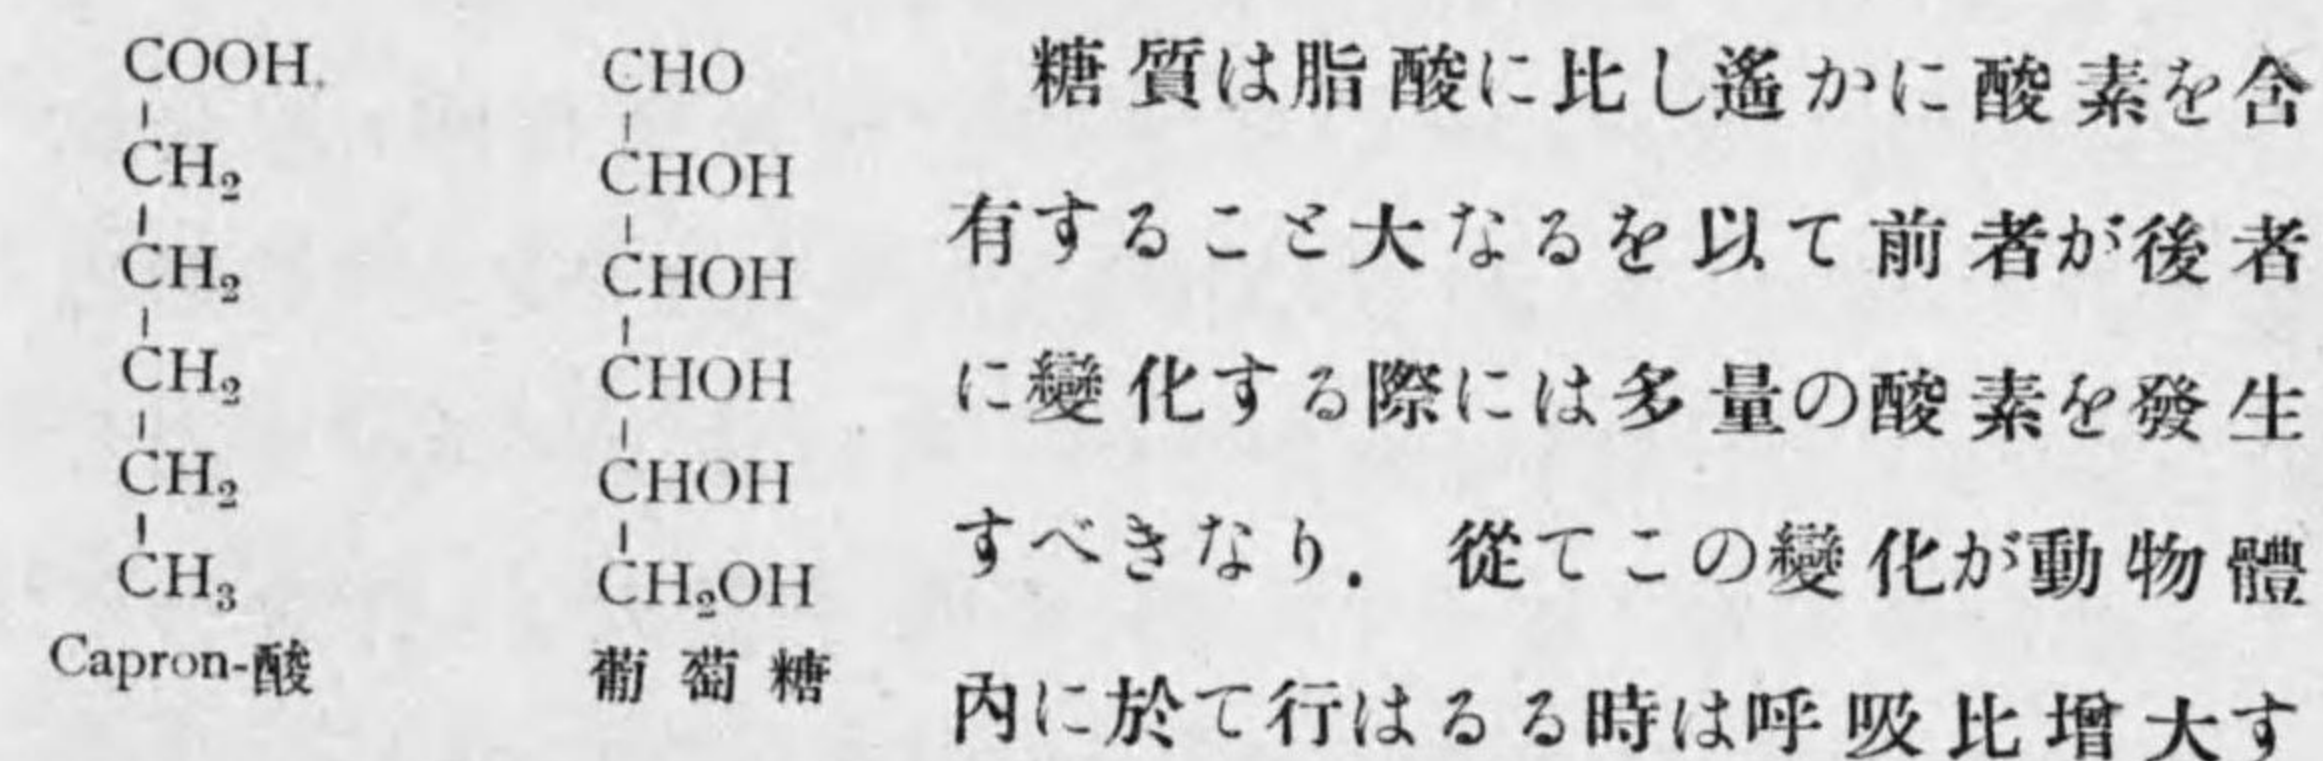 COOH
CH₂
CH₂
CH₂
CH₂
CH₃
Capron-酸
CHO
CHOH
CHOH
CHOH
CHOH
CH₂OH
葡萄糖
糖質は脂酸に比し遙かに酸素を含
有すること大なるを以て前者が後者
に變化する際には多量の酸素を發生
すべきなり. 從てこの變化が動物體
內に於て行はるる時は呼吸比增大す